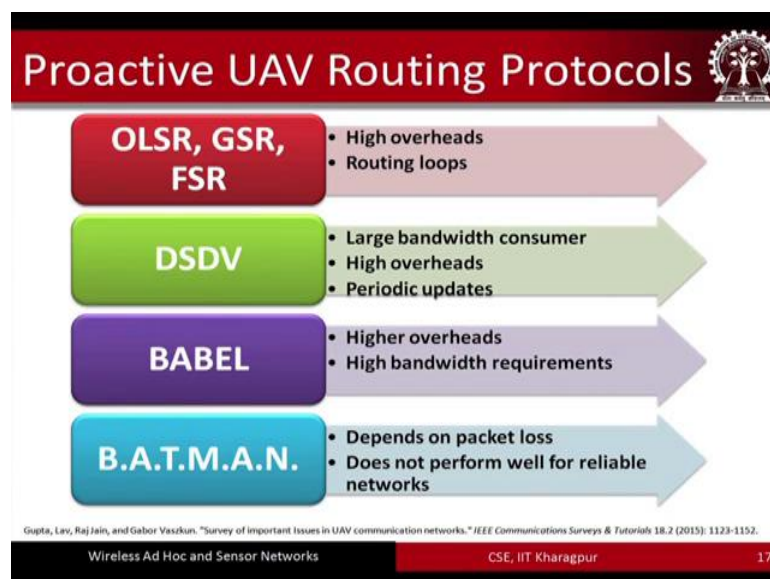 Proactive UAV Routing Protocols
OLSR, GSR,
FSR
• High overheads
• Routing loops
DSDV
• Large bandwidth consumer
• High overheads
• Periodic updates
BABEL
• Higher overheads
• High bandwidth requirements
B.A.T.M.A.N.
• Depends on packet loss
• Does not perform well for reliable
networks
Gupta, Lav, Raj Jain, and Gabor Vaszkun. "Survey of important Issues in UAV communication networks." IEEE Communications Surveys & Tutorials 18.2 (2015): 1123-1152.
Wireless Ad Hoc and Sensor Networks
CSE, IIT Kharagpur
17